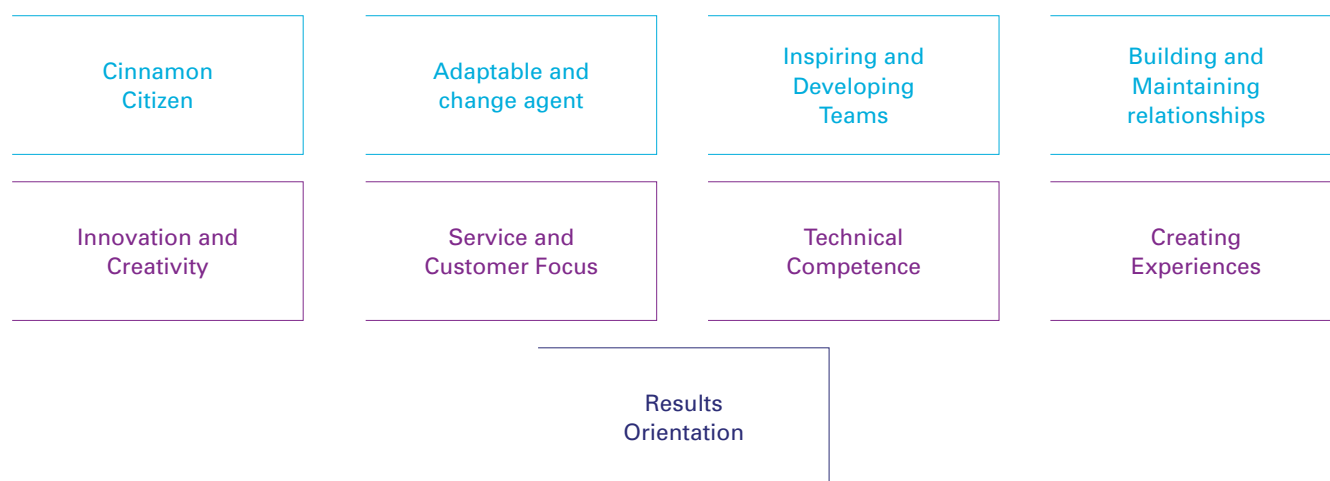 Cinnamon
Citizen
Adaptable and
change agent
Inspiring and
Developing
Teams
Building and
Maintaining
relationships
Innovation and
Creativity
Service and
Customer Focus
Technical
Competence
Creating
Experiences
Results
Orientation